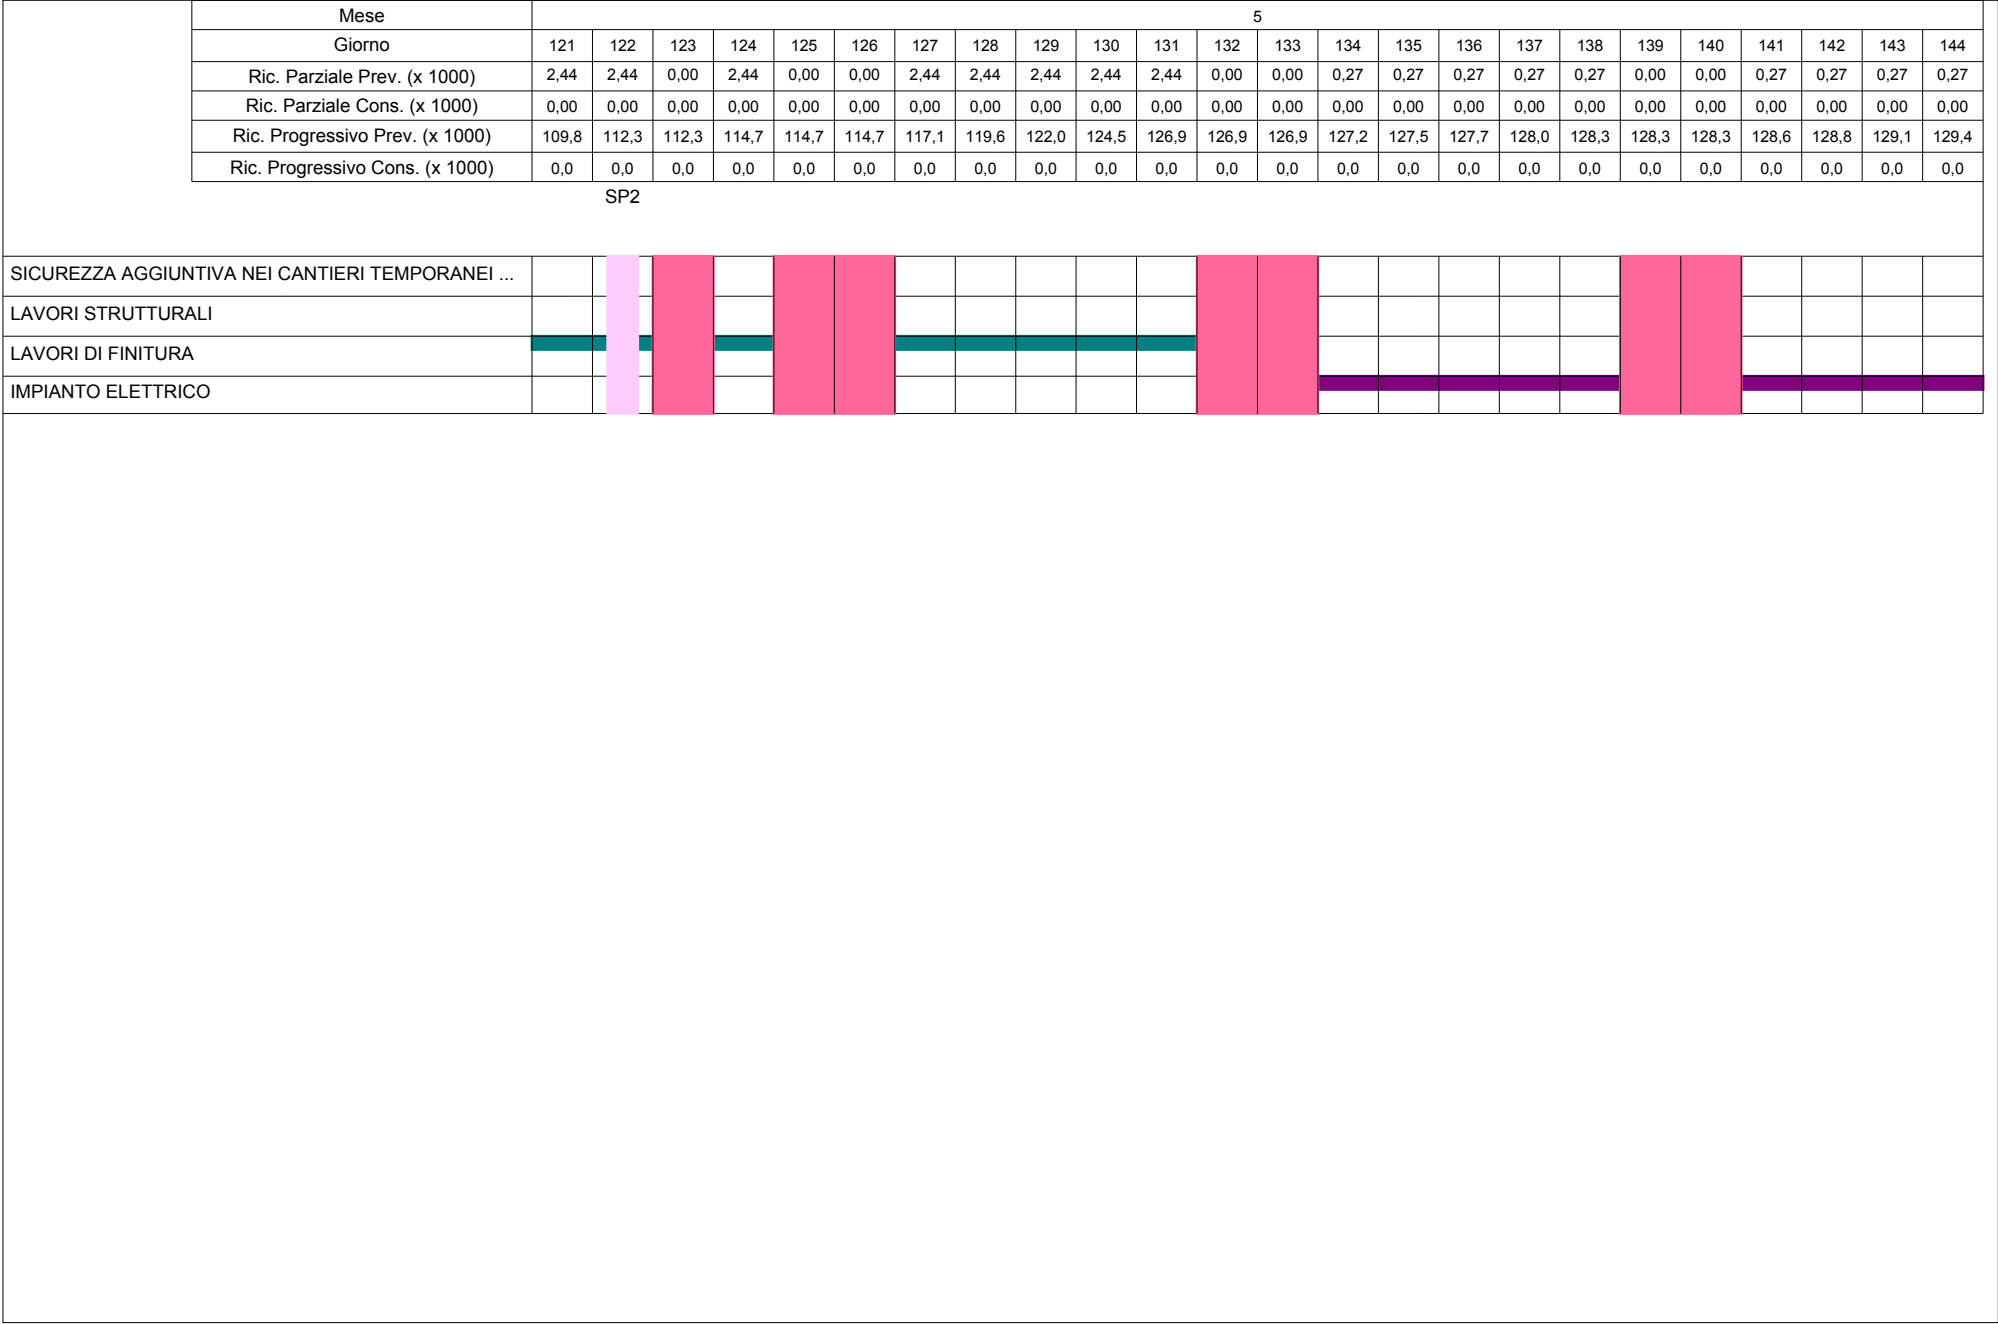 Mese 5
Giorno 121 122 123 124 125 126 127 128 129 130 131 132 133 134 135 136 137 138 139 140 141 142 143 144
Ric. Parziale Prev. (x 1000) 2,44 2,44 0,00 2,44 0,00 0,00 2,44 2,44 2,44 2,44 2,44 0,00 0,00 0,27 0,27 0,27 0,27 0,27 0,00 0,00 0,27 0,27 0,27 0,27
Ric. Parziale Cons. (x 1000) 0,00 0,00 0,00 0,00 0,00 0,00 0,00 0,00 0,00 0,00 0,00 0,00 0,00 0,00 0,00 0,00 0,00 0,00 0,00 0,00 0,00 0,00 0,00 0,00
Ric. Progressivo Prev. (x 1000) 109,8 112,3 112,3 114,7 114,7 114,7 117,1 119,6 122,0 124,5 126,9 126,9 126,9 127,2 127,5 127,7 128,0 128,3 128,3 128,3 128,6 128,8 129,1 129,4
Ric. Progressivo Cons. (x 1000) 0,0 0,0 0,0 0,0 0,0 0,0 0,0 0,0 0,0 0,0 0,0 0,0 0,0 0,0 0,0 0,0 0,0 0,0 0,0 0,0 0,0 0,0 0,0 0,0
SP2
SICUREZZA AGGIUNTIVA NEI CANTIERI TEMPORANEI ...
LAVORI STRUTTURALI
LAVORI DI FINITURA
IMPIANTO ELETTRICO